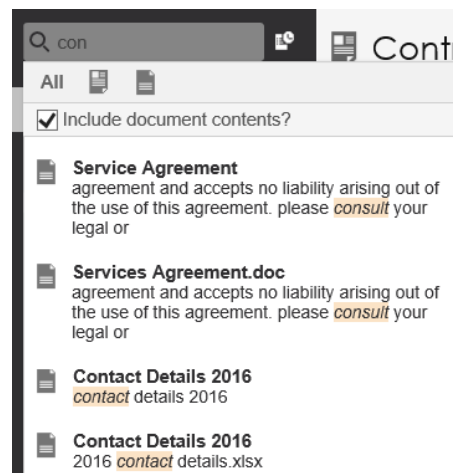 con
Cont
All
Include document contents?
Service Agreement
agreement and accepts no liability arising out of
the use of this agreement. please consult your
legal or
Services Agreement.doc
agreement and accepts no liability arising out of
the use of this agreement. please consult your
legal or
Contact Details 2016
contact details 2016
Contact Details 2016
2016 contact details.xlsx